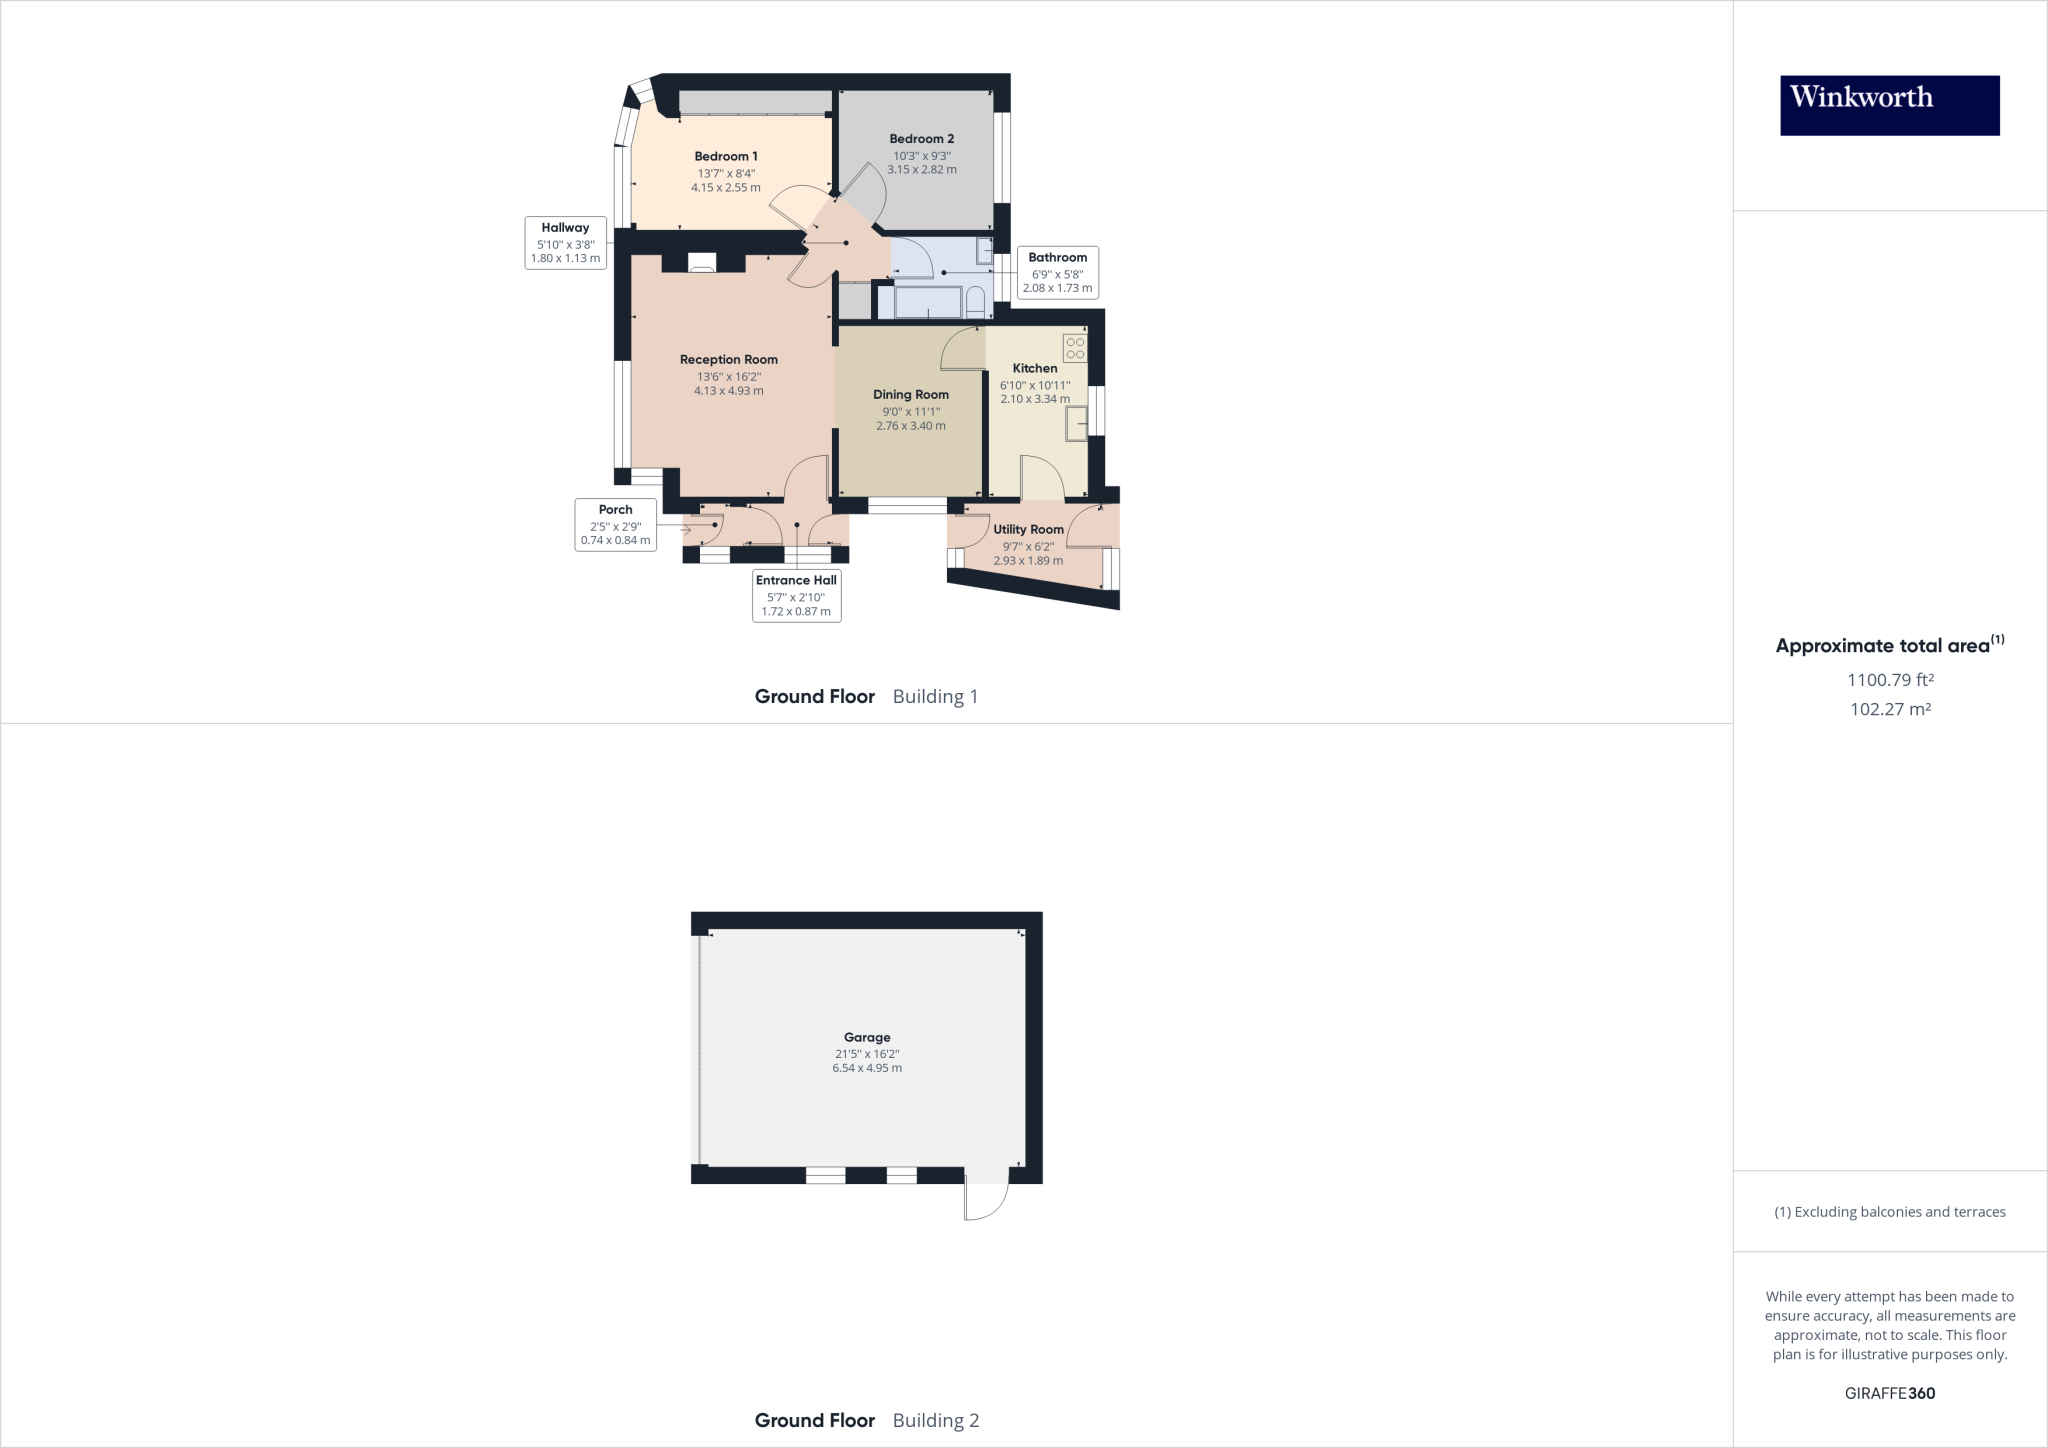 Winkworth
Bedroom 1
13'7" x 8'4"
4.15 x 2.55 m
Bedroom 2
10'3" x 9'3"
3.15 x 2.82 m
Hallway
5'10" x 3'8"
1.80 x 1.13 m
Bathroom
6'9" x 5'8"
2.08 x 1.73 m
Reception Room
13'6" x 16'2"
4.13 x 4.93 m
Dining Room
9'0" x 11'1"
2.76 x 3.40 m
Kitchen
6'10" x 10'11"
2.10 x 3.34 m
Porch
2'5" x 2'9"
0.74 x 0.84 m
Utility Room
9'7" x 6'2"
2.93 x 1.89 m
Entrance Hall
5'7" x 2'10"
1.72 x 0.87 m
Ground Floor Building 1
Garage
21'5" x 16'2"
6.54 x 4.95 m
Ground Floor Building 2
Approximate total area(1)
1100.79 ft²
102.27 m²
(1) Excluding balconies and terraces
While every attempt has been made to
ensure accuracy, all measurements are
approximate, not to scale. This floor
plan is for illustrative purposes only.
GIRAFFE360